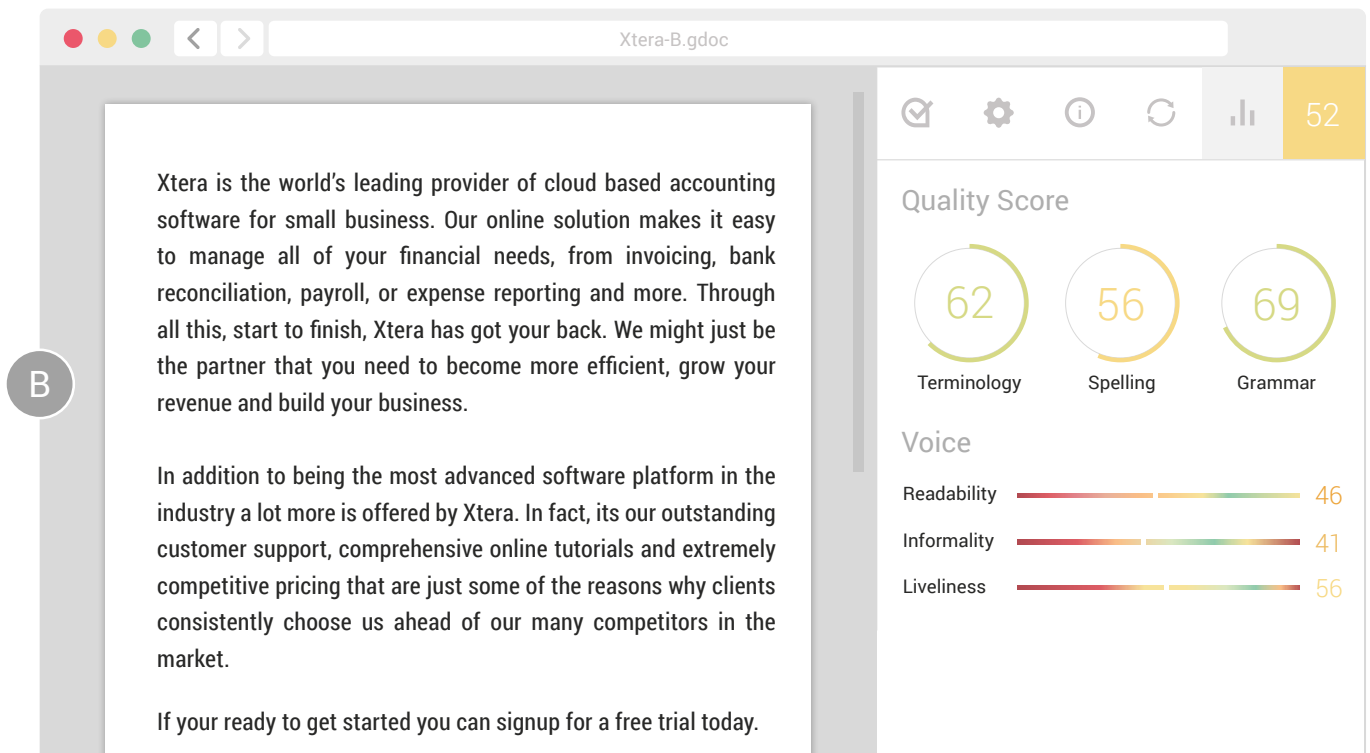 Xtera-B.gdoc
52
Xtera is the world's leading provider of cloud based accounting
software for small business. Our online solution makes it easy
to manage all of your financial needs, from invoicing, bank
reconciliation, payroll, or expense reporting and more. Through
all this, start to finish, Xtera has got your back. We might just be
the partner that you need to become more efficient, grow your
revenue and build your business.
In addition to being the most advanced software platform in the
industry a lot more is offered by Xtera. In fact, its our outstanding
customer support, comprehensive online tutorials and extremely
competitive pricing that are just some of the reasons why clients
consistently choose us ahead of our many competitors in the
market.
If your ready to get started you can signup for a free trial today.
B
Quality Score
62 56 69
Terminology Spelling Grammar
Voice
Readability 46
Informality 41
Liveliness 56